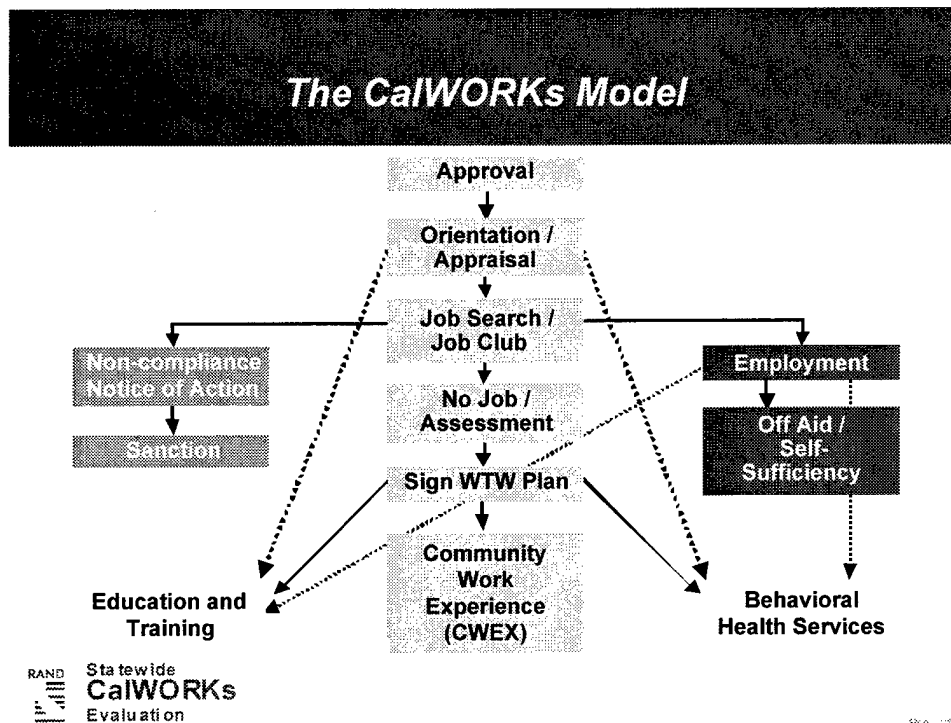 The CalWORKs Model
Approval
Orientation /
Appraisal
Job Search /
Job Club
Non-compliance
Notice of Action
Employment
No Job /
Assessment
Sanction
Off Aid /
Self-
Sufficiency
Sign WTW Plan
Community
Work
Experience
(CWEX)
Education and
Training
Behavioral
Health Services
RAND
Statewide
CalWORKs
Evaluation